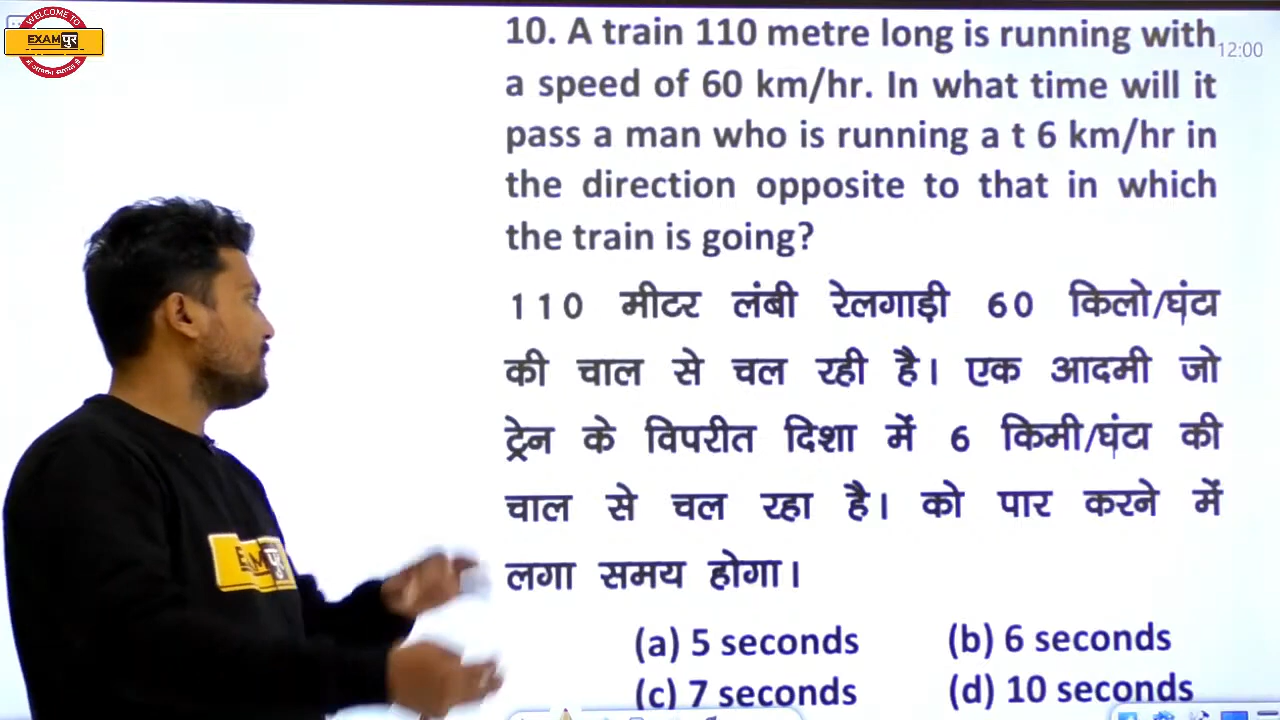 WELCOME TO
EXAMपुर
10. A train 110 metre long is running with
12:00
a speed of 60 km/hr. In what time will it
pass a man who is running a t 6 km/hr in
the direction opposite to that in which
the train is going?
110 मीटर लंबी रेलगाड़ी 60 किलो/घंटा
की चाल से चल रही है। एक आदमी जो
ट्रेन के विपरीत दिशा में 6 किमी/घंटा की
चाल से चल रहा है। को पार करने में
लगा समय होगा।
(a) 5 seconds (b) 6 seconds
(c) 7 seconds (d) 10 seconds